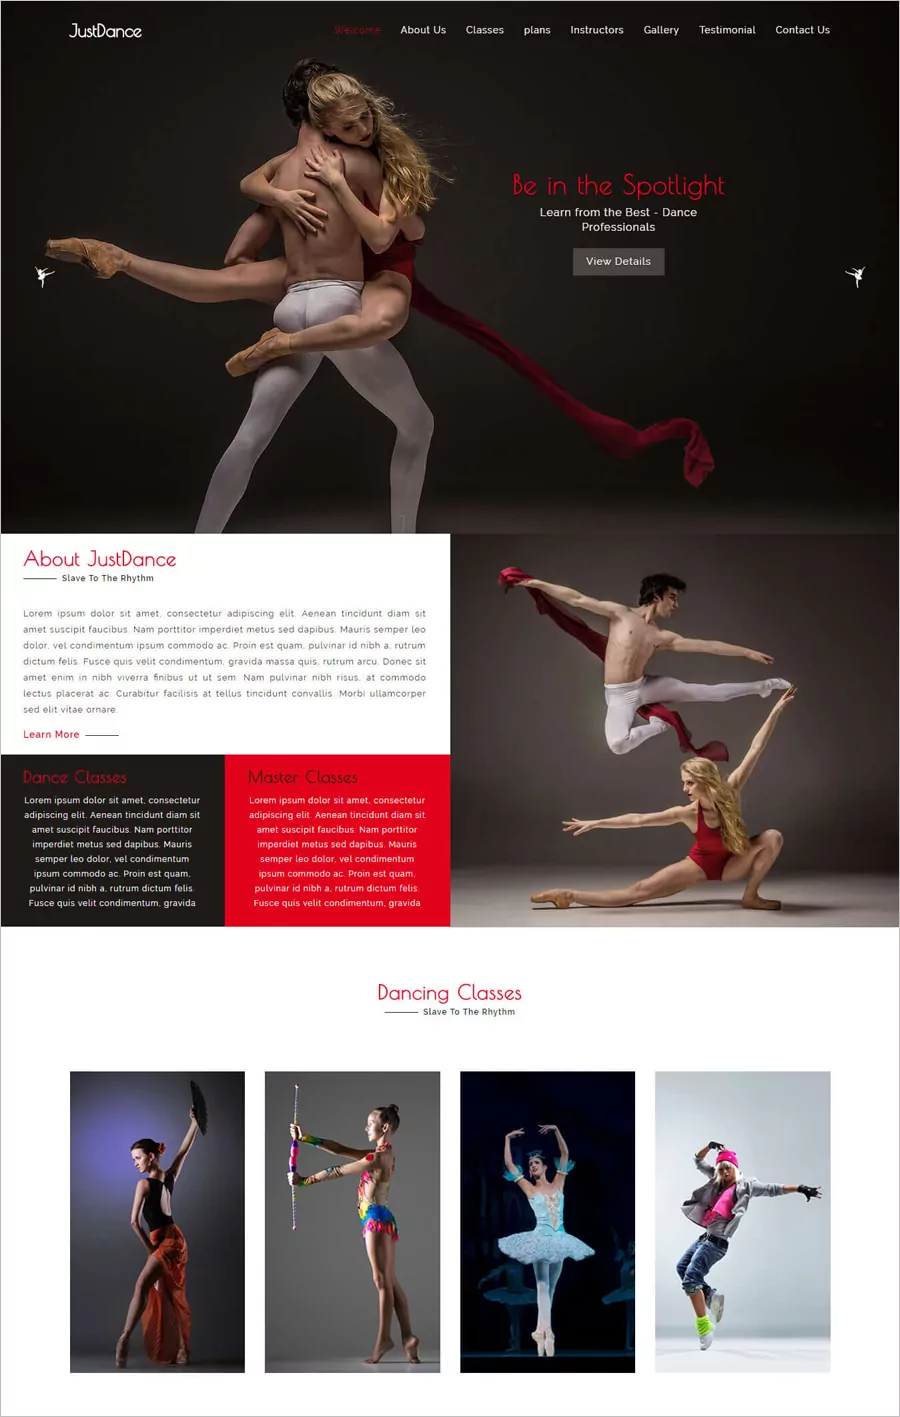 JustDance
Welcome About Us Classes plans Instructors Gallery Testimonial Contact Us
Be in the Spotlight
Learn from the Best - Dance
Professionals
View Details
About JustDance
Slave To The Rhythm
Lorem ipsum dolor sit amet, consectetur adipiscing elit. Aenean tincidunt diam sit
amet suscipit faucibus. Nam porttitor imperdiet metus sed dapibus. Mauris semper leo
dolor, vel condimentum ipsum commodo ac. Proin est quam, pulvinar id nibh a, rutrum
dictum felis. Fusce quis velit condimentum, gravida massa quis, rutrum arcu. Donec sit
amet enim in nibh viverra finibus ut ut sem. Nam pulvinar nibh risus, at commodo
lectus placerat ac. Curabitur facilisis at tellus tincidunt convallis. Morbi ullamcorper
sed elit vitae ornare.
Learn More
Dance Classes
Lorem ipsum dolor sit amet, consectetur
adipiscing elit. Aenean tincidunt diam sit
amet suscipit faucibus. Nam porttitor
imperdiet metus sed dapibus. Mauris
semper leo dolor, vel condimentum
ipsum commodo ac. Proin est quam,
pulvinar id nibh a, rutrum dictum felis.
Fusce quis velit condimentum, gravida
Master Classes
Lorem ipsum dolor sit amet, consectetur
adipiscing elit. Aenean tincidunt diam sit
amet suscipit faucibus. Nam porttitor
imperdiet metus sed dapibus. Mauris
semper leo dolor, vel condimentum
ipsum commodo ac. Proin est quam,
pulvinar id nibh a, rutrum dictum felis.
Fusce quis velit condimentum, gravida
Dancing Classes
Slave To The Rhythm